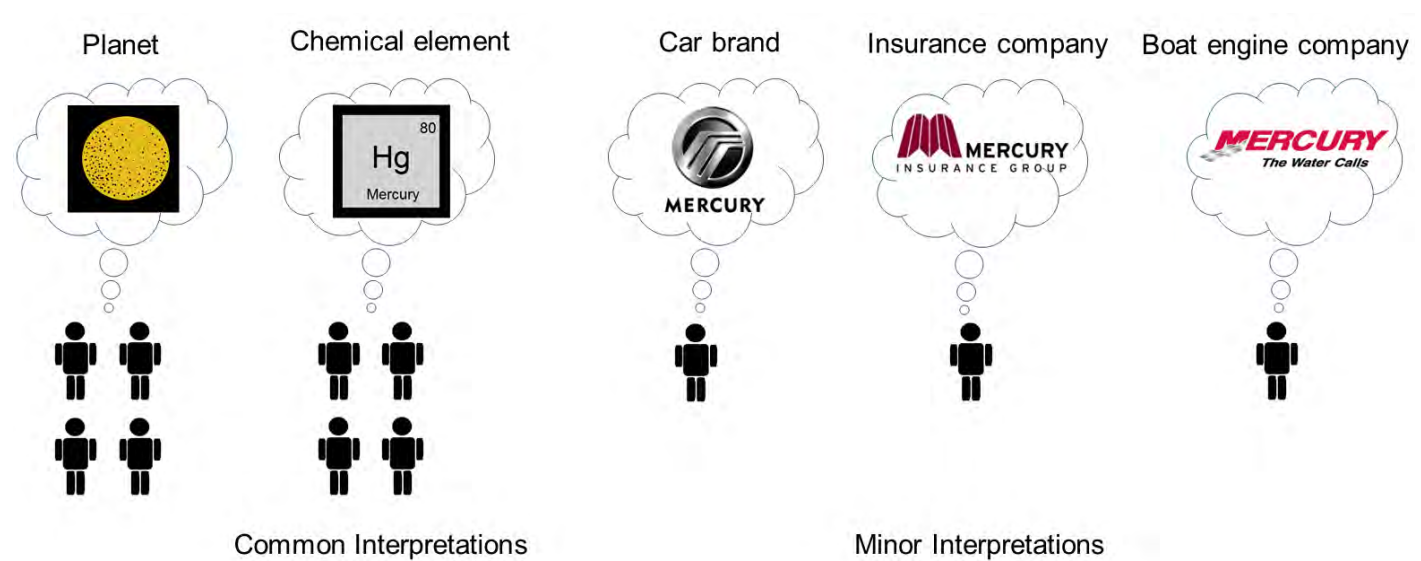 Planet
Chemical element
Car brand
Insurance company
Boat engine company
80
Hg
Mercury
MERCURY
MERCURY
INSURANCE GROUP
MERCURY
The Water Calls
Common Interpretations
Minor Interpretations